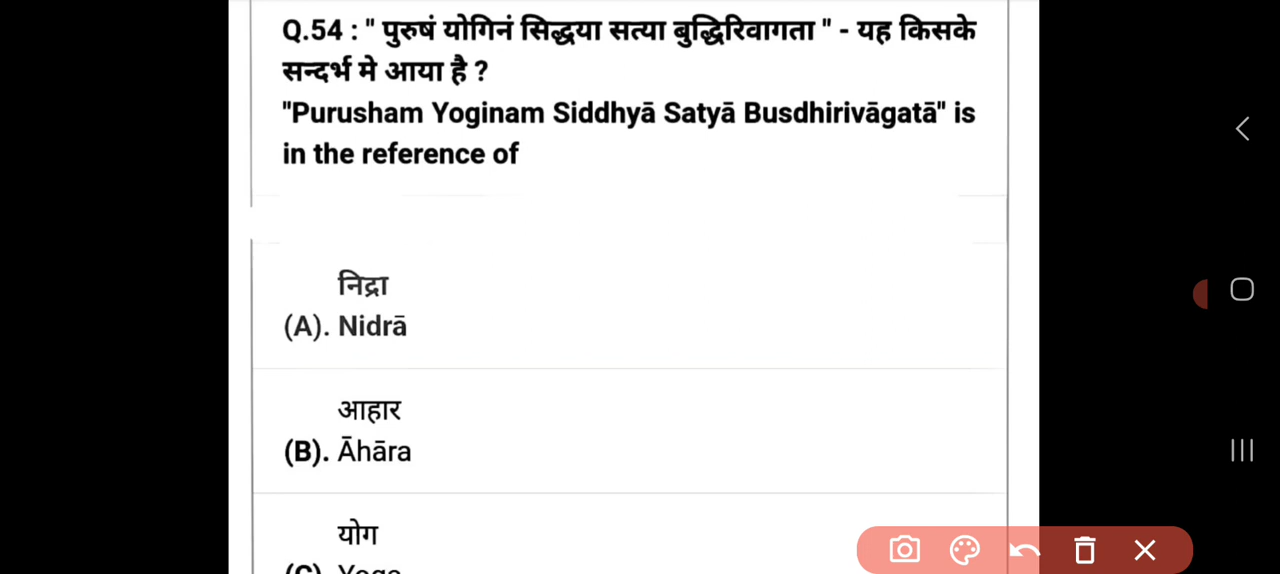 Q.54 : " पुरुषं योगिनं सिद्धया सत्या बुद्धिरिवागता " - यह किसके
सन्दर्भ मे आया है ?
"Purusham Yoginam Siddhyā Satyā Busdhirivāgatā" is
in the reference of
निद्रा
(A). Nidrā
आहार
(B). Āhāra
योग
(C). Yoga